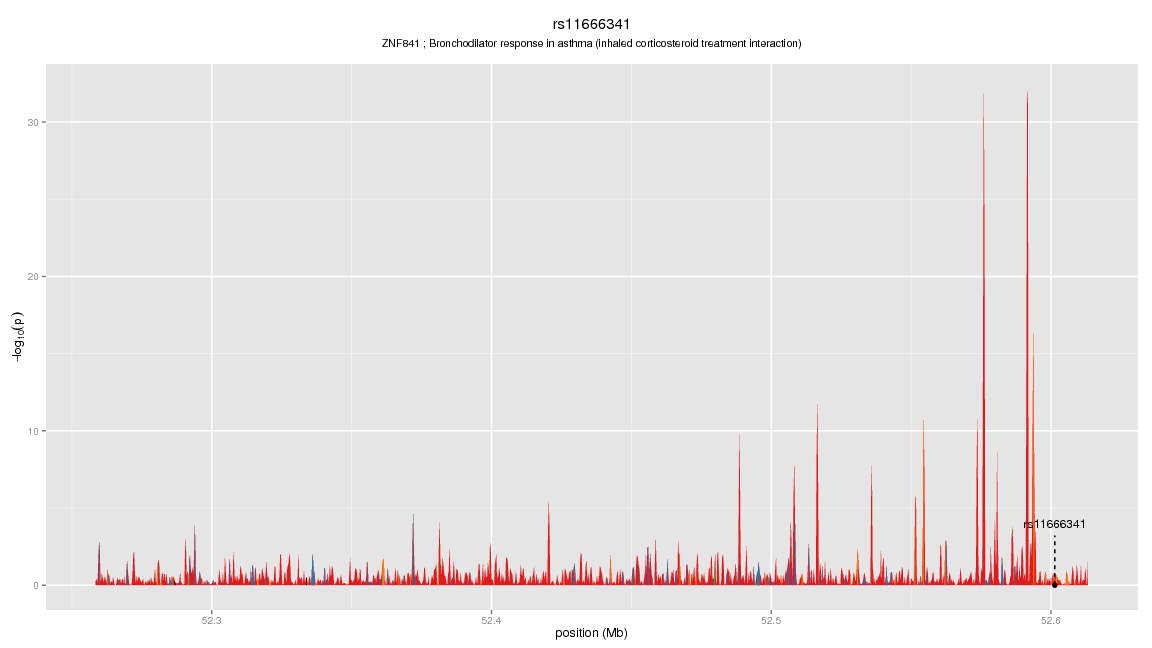 rs11666341
ZNF841 ; Bronchodilator response in asthma (inhaled corticosteroid treatment interaction)
30
20
10
0
−log10(p)
rs11666341
52.3
52.4
52.5
52.6
position (Mb)